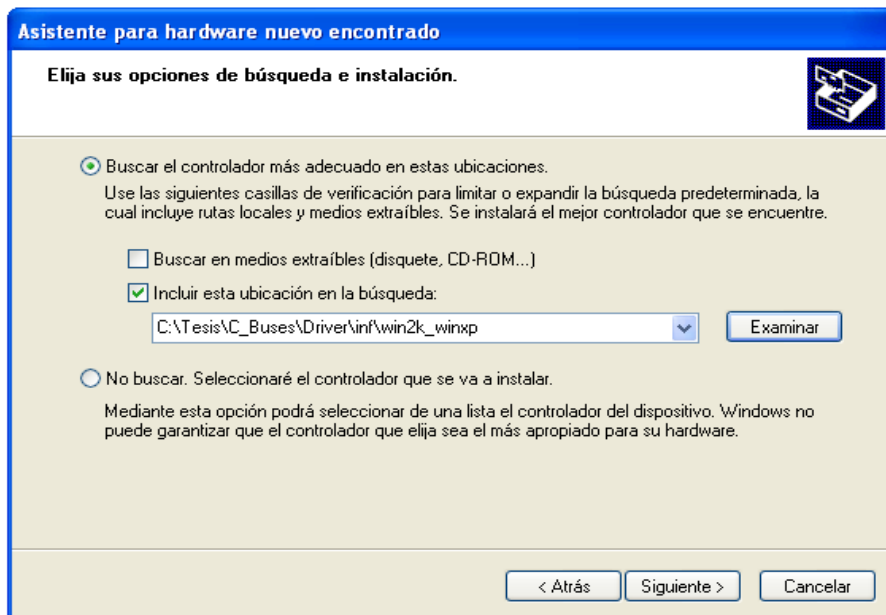 Asistente para hardware nuevo encontrado
Elija sus opciones de búsqueda e instalación.
Buscar el controlador más adecuado en estas ubicaciones.
Use las siguientes casillas de verificación para limitar o expandir la búsqueda predeterminada, la
cual incluye rutas locales y medios extraíbles. Se instalará el mejor controlador que se encuentre.
Buscar en medios extraíbles (disquete, CD-ROM...)
Incluir esta ubicación en la búsqueda:
C:\Tesis\C_Buses\Driver\inf\win2k_winxp
Examinar
No buscar. Seleccionaré el controlador que se va a instalar.
Mediante esta opción podrá seleccionar de una lista el controlador del dispositivo. Windows no
puede garantizar que el controlador que elija sea el más apropiado para su hardware.
< Atrás Siguiente > Cancelar